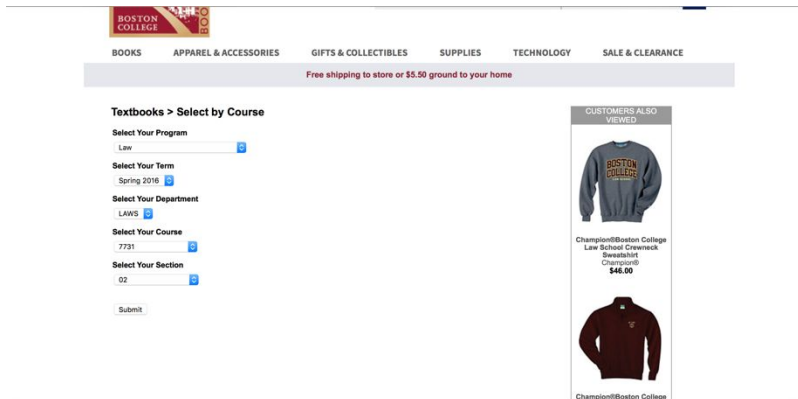 BOSTON
COLLEGE
BOO
BOOKS APPAREL & ACCESSORIES GIFTS & COLLECTIBLES SUPPLIES TECHNOLOGY SALE & CLEARANCE
Free shipping to store or $5.50 ground to your home
Textbooks > Select by Course
Select Your Program
Law
Select Your Term
Spring 2016
Select Your Department
LAWS
Select Your Course
7731
Select Your Section
02
Submit
CUSTOMERS ALSO
VIEWED
BOSTON
COLLEGE
Champion®Boston College
Law School Crewneck
Sweatshirt
Champion®
$46.00
Champion®Boston College